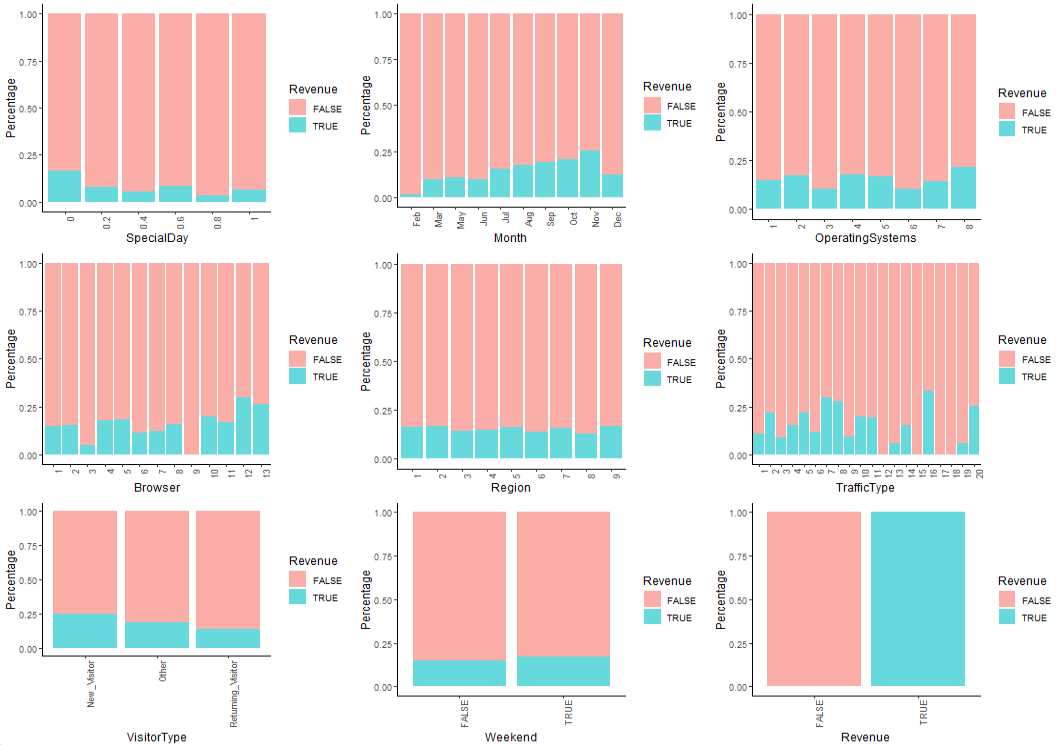 1.00
0.75
0.50
0.25
0.00
Percentage
0
0.2
0.4
0.6
0.8
1
SpecialDay
Revenue
FALSE
TRUE
1.00
0.75
0.50
0.25
0.00
Percentage
Feb
Mar
May
Jun
Jul
Aug
Sep
Oct
Nov
Dec
Month
Revenue
FALSE
TRUE
1.00
0.75
0.50
0.25
0.00
Percentage
1
2
3
4
5
6
7
8
OperatingSystems
Revenue
FALSE
TRUE
1.00
0.75
0.50
0.25
0.00
Percentage
1
2
3
4
5
6
7
8
9
10
11
12
13
Browser
Revenue
FALSE
TRUE
1.00
0.75
0.50
0.25
0.00
Percentage
1
2
3
4
5
6
7
8
9
Region
Revenue
FALSE
TRUE
1.00
0.75
0.50
0.25
0.00
Percentage
1
2
3
4
5
6
7
8
9
10
11
12
13
14
15
16
17
18
19
20
TrafficType
Revenue
FALSE
TRUE
1.00
0.75
0.50
0.25
0.00
Percentage
New_Visitor
Other
Returning_Visitor
VisitorType
Revenue
FALSE
TRUE
1.00
0.75
0.50
0.25
0.00
Percentage
FALSE
TRUE
Weekend
Revenue
FALSE
TRUE
1.00
0.75
0.50
0.25
0.00
Percentage
FALSE
TRUE
Revenue
Revenue
FALSE
TRUE